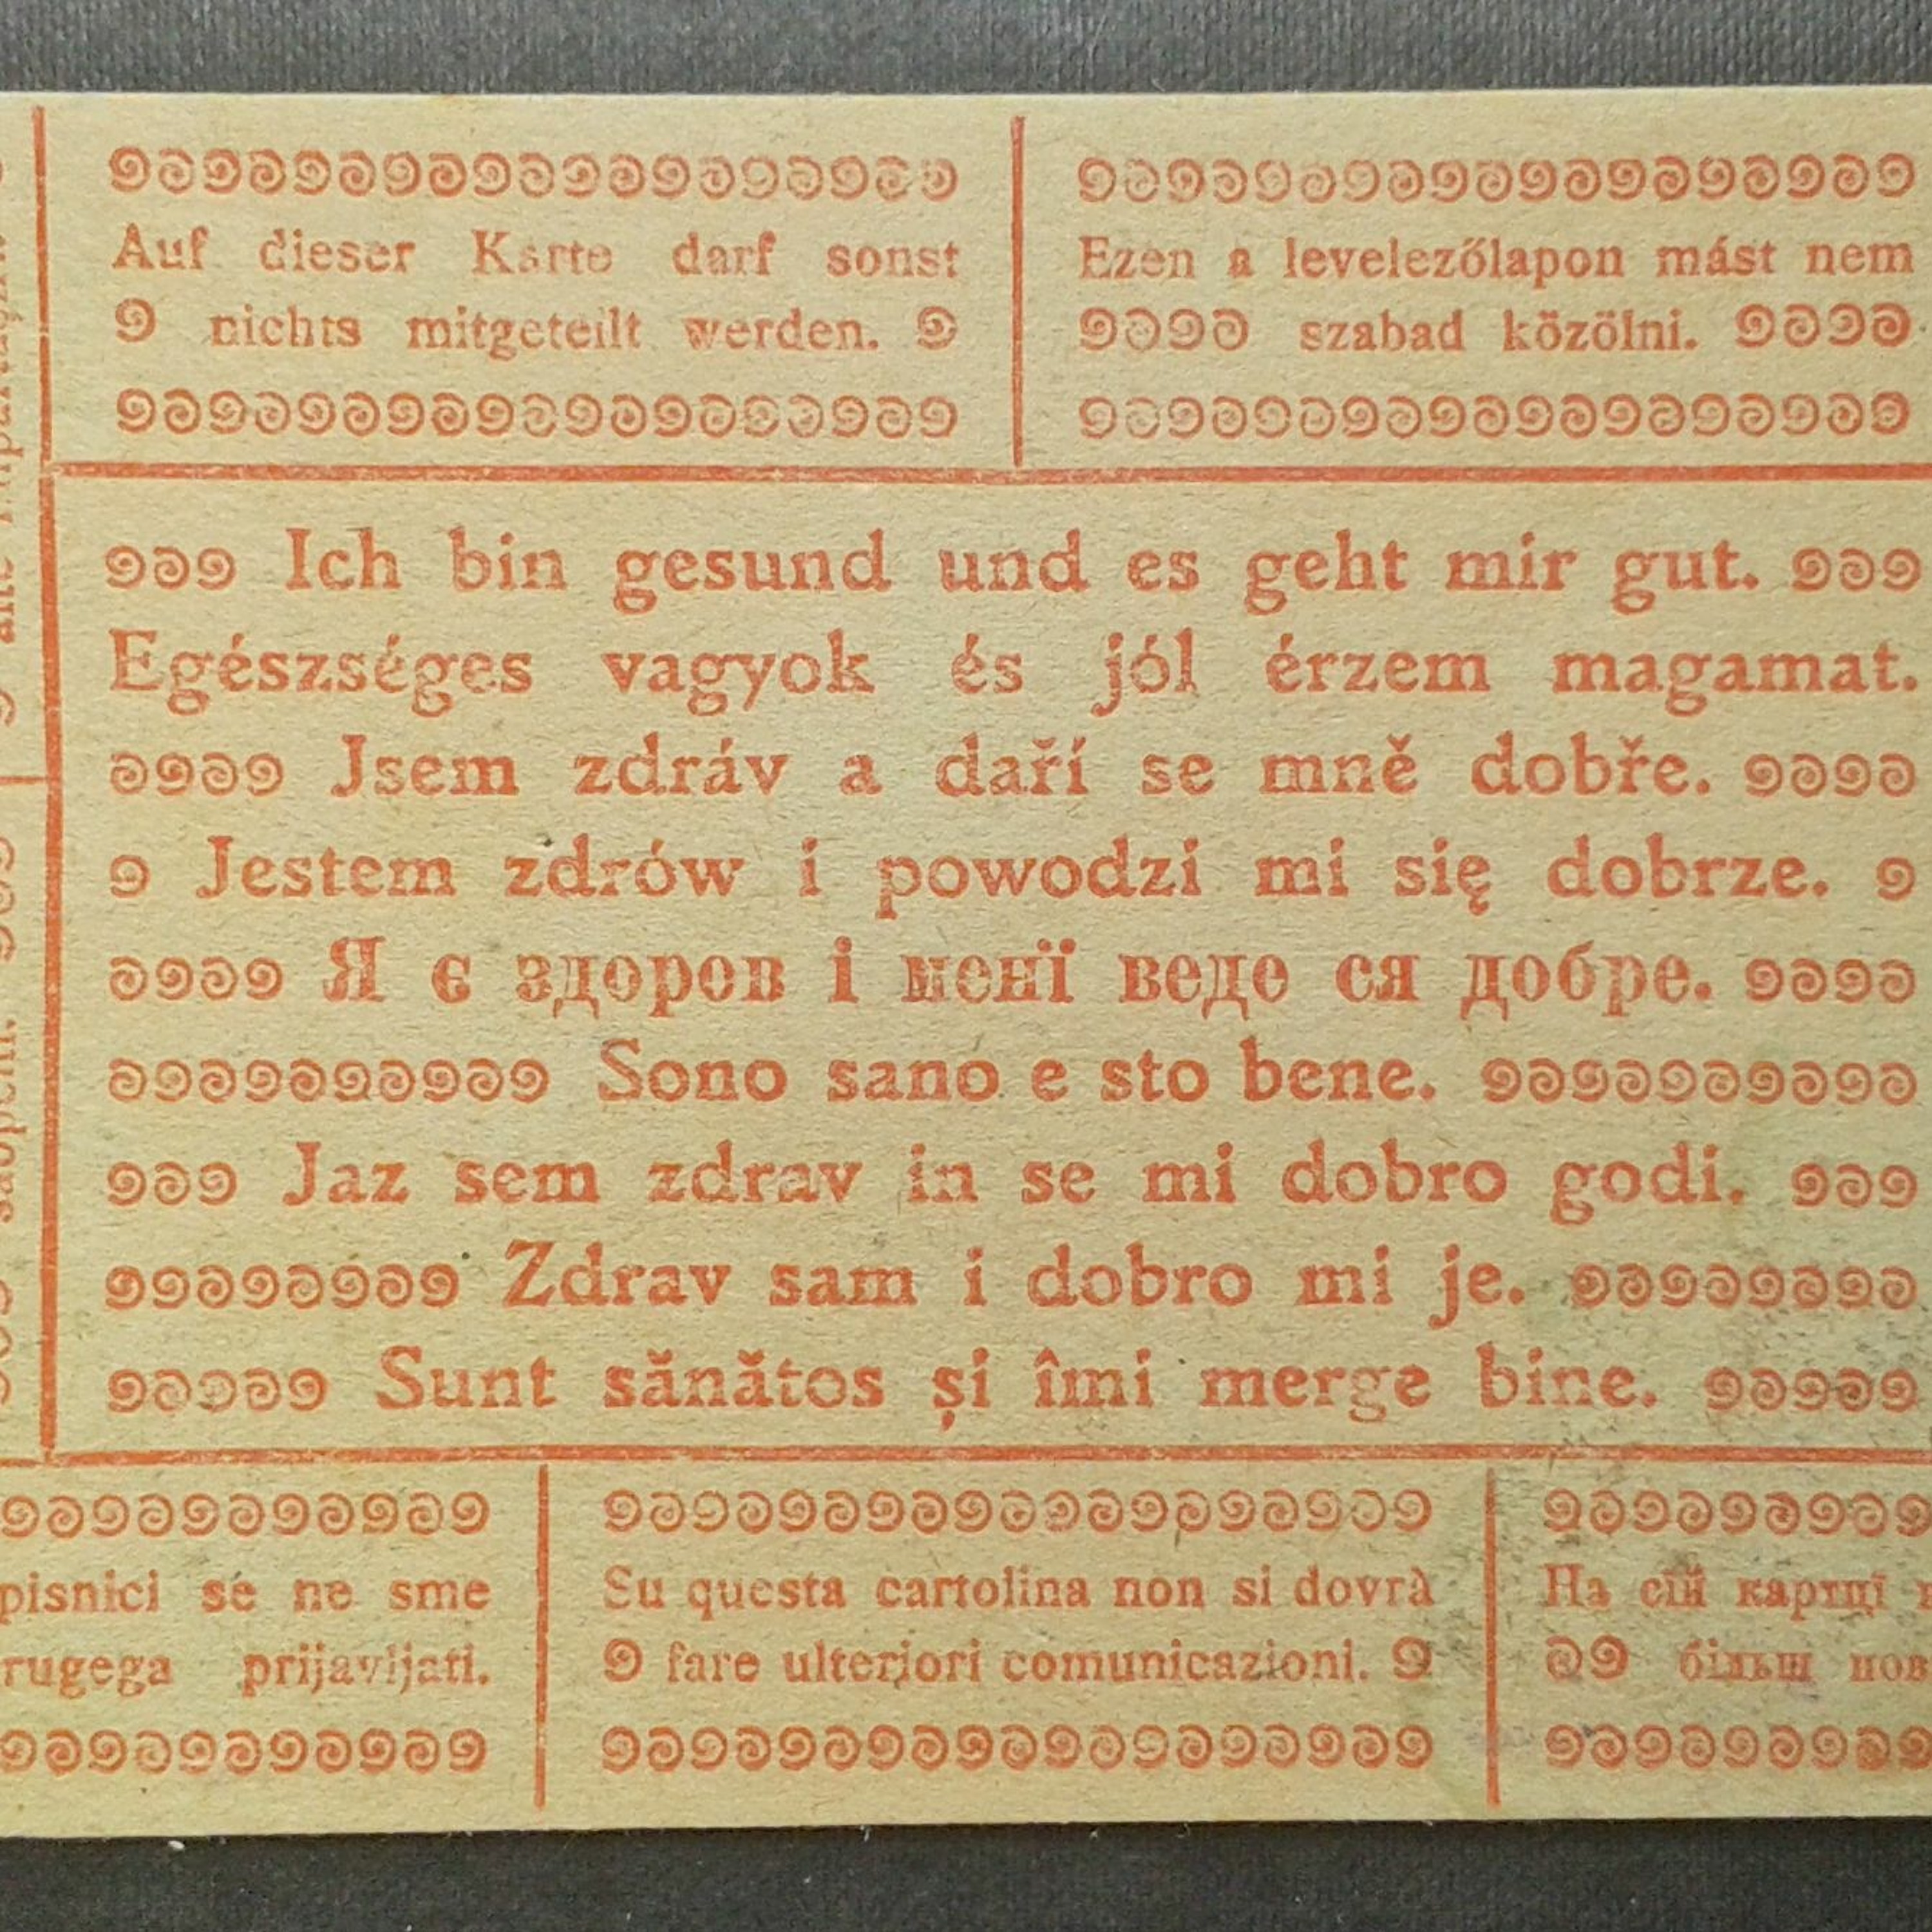 Auf dieser Karte darf sonst
nichts mitgeteilt werden.
Ezen a levelezőlapon mást nem
szabad közölni.
Ich bin gesund und es geht mir gut.
Egészséges vagyok és jól érzem magamat.
Jsem zdráv a daří se mně dobře.
Jestem zdrów i powodzi mi się dobrze.
Я є здоров і менї веде ся добре.
Sono sano e sto bene.
Jaz sem zdrav in se mi dobro godi.
Zdrav sam i dobro mi je.
Sunt sănătos și îmi merge bine.
pisnici se ne sme
rugega prijavljati.
Su questa cartolina non si dovrà
fare ulteriori comunicazioni.
На сїй картцї
більш нов